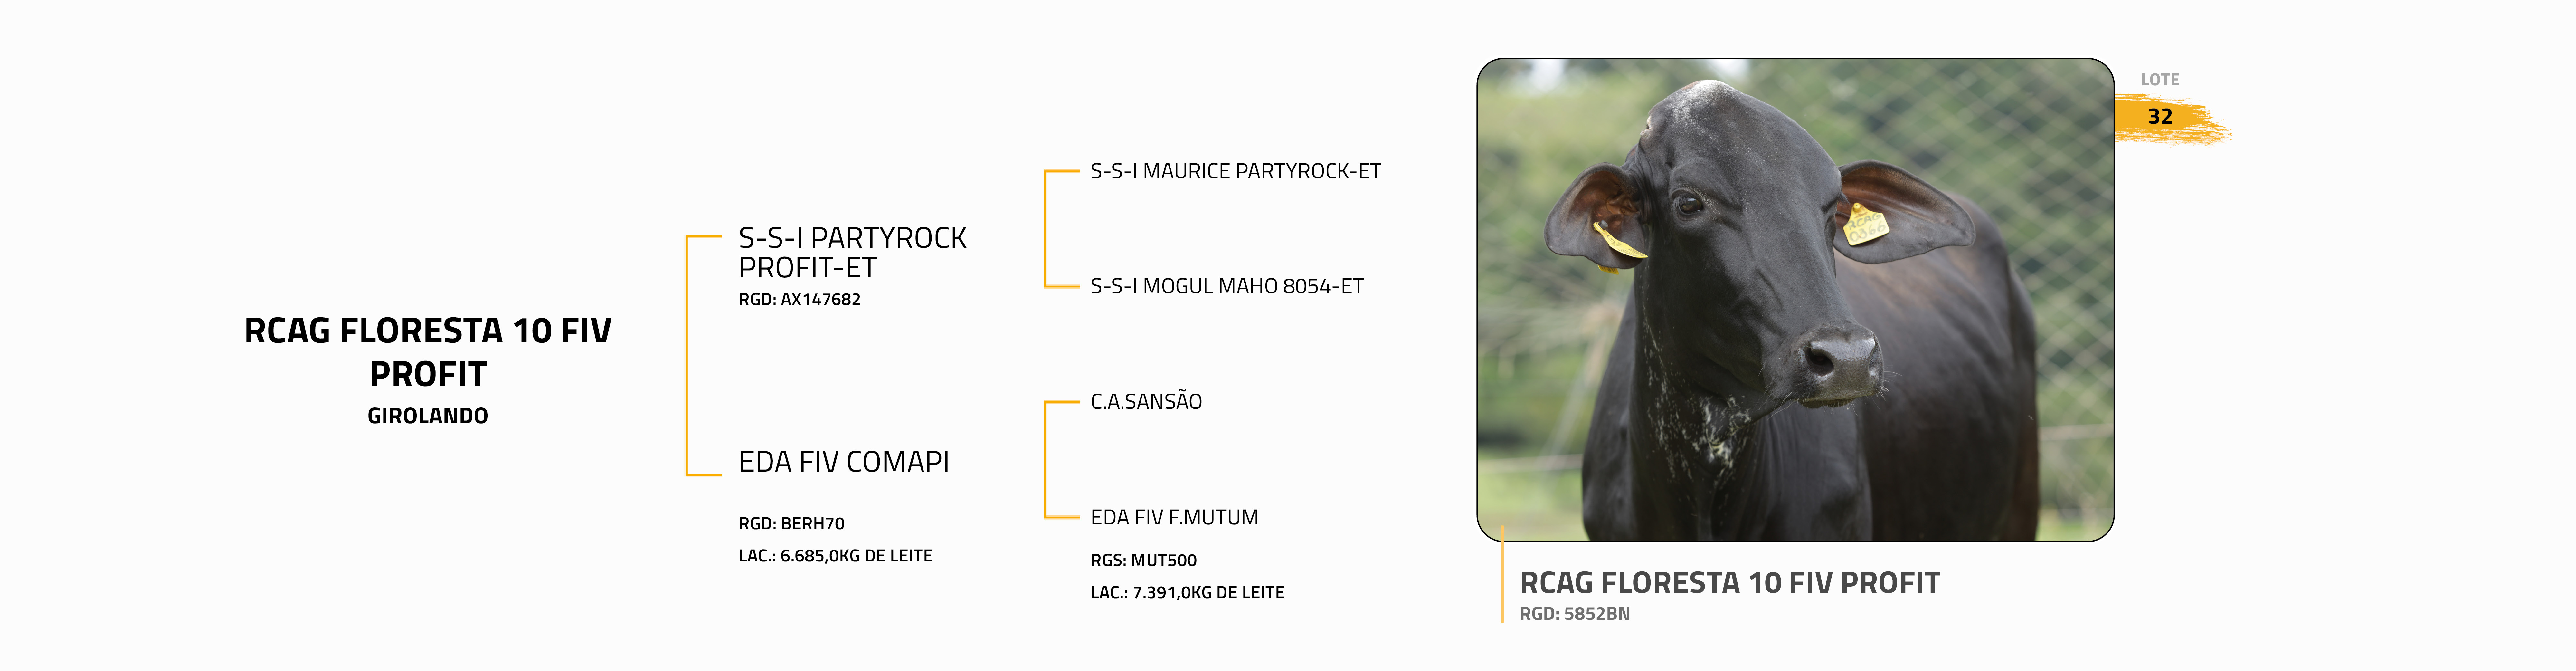 RCAG FLORESTA 10 FIV
PROFIT
GIROLANDO
S-S-I PARTYROCK
PROFIT-ET
RGD: AX147682
EDA FIV COMAPI
RGD: BERH70
LAC.: 6.685,0KG DE LEITE
S-S-I MAURICE PARTYROCK-ET
S-S-I MOGUL MAHO 8054-ET
C.A.SANSÃO
EDA FIV F.MUTUM
RGS: MUT500
LAC.: 7.391,0KG DE LEITE
LOTE
32
RCAG
0366
RCAG FLORESTA 10 FIV PROFIT
RGD: 5852BN